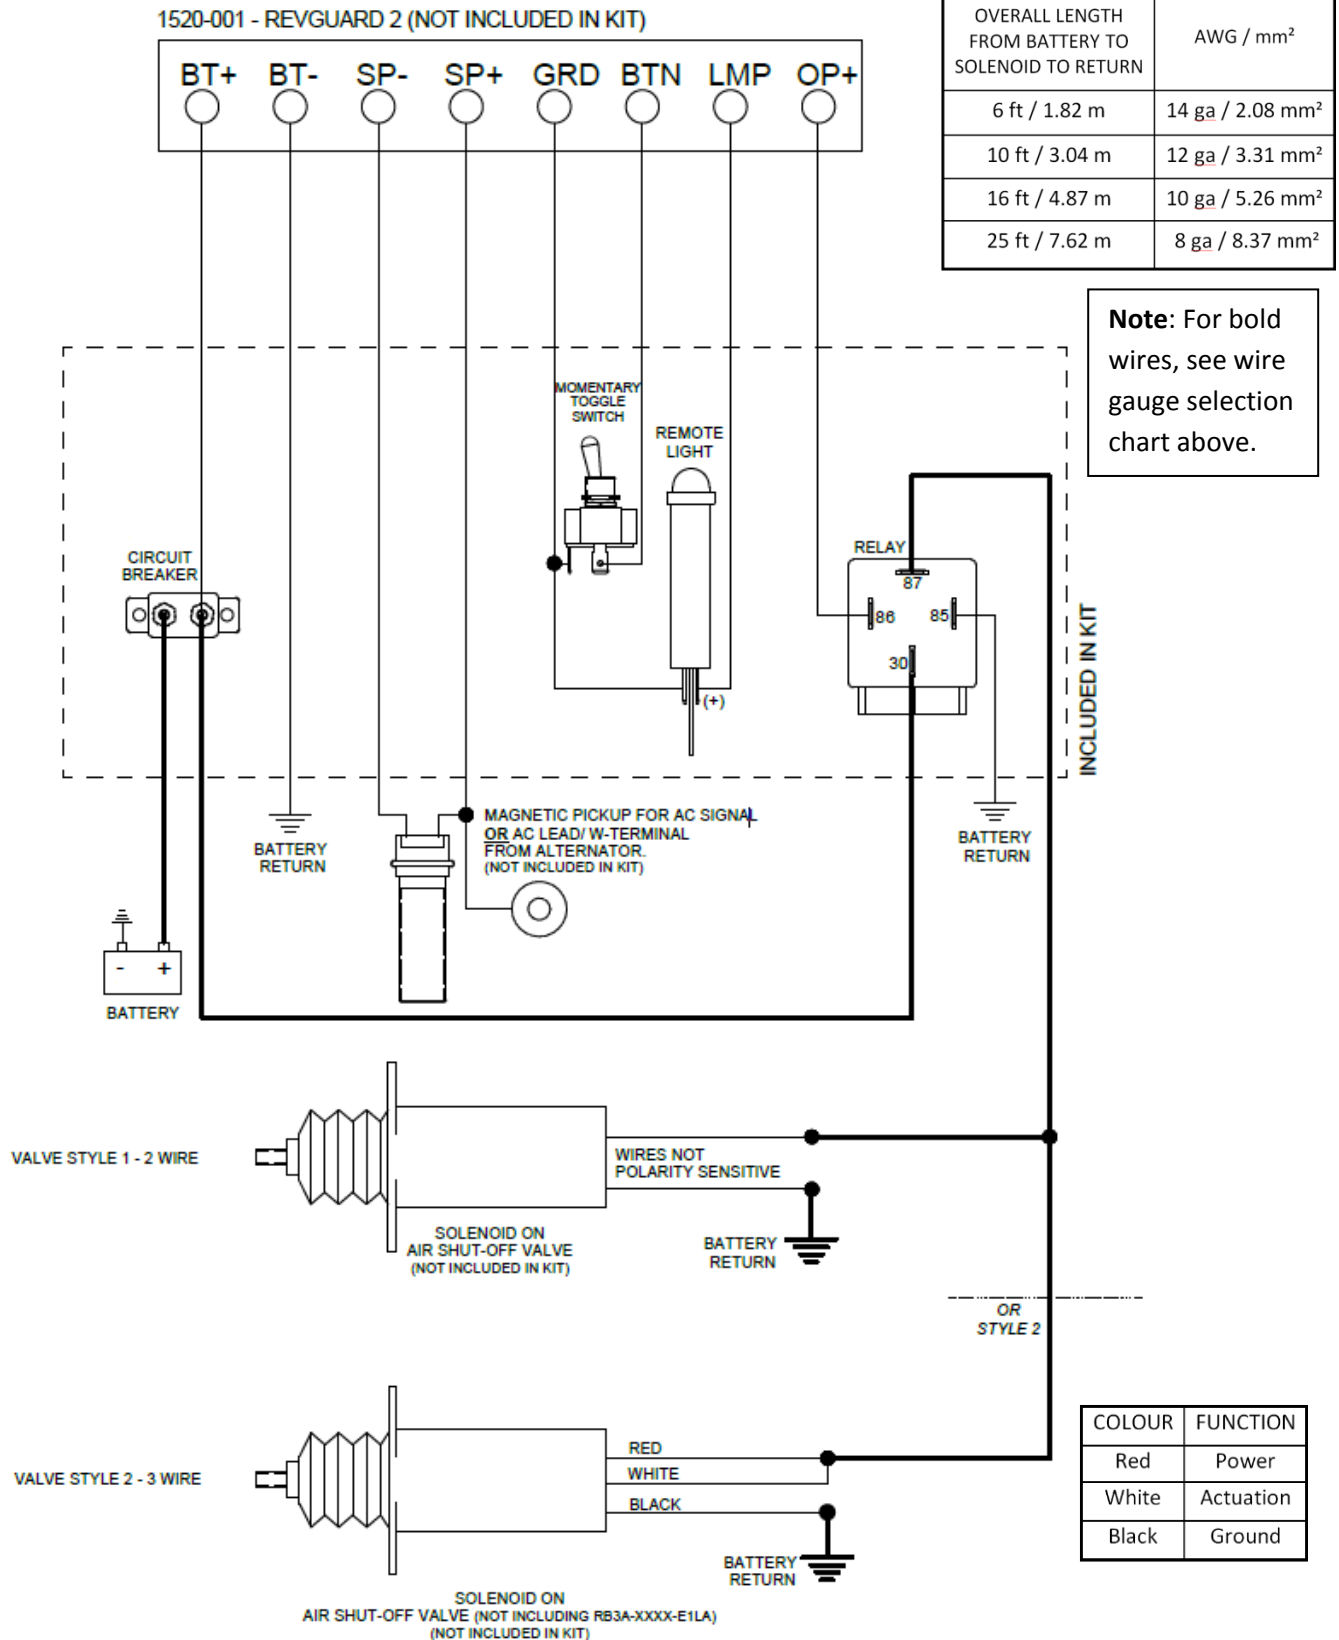 1520-001 - REVGUARD 2 (NOT INCLUDED IN KIT)
BT+ BT- SP- SP+ GRD BTN LMP OP+
OVERALL LENGTH
FROM BATTERY TO
SOLENOID TO RETURN
AWG / mm²
6 ft / 1.82 m 14 ga / 2.08 mm²
10 ft / 3.04 m 12 ga / 3.31 mm²
16 ft / 4.87 m 10 ga / 5.26 mm²
25 ft / 7.62 m 8 ga / 8.37 mm²
Note: For bold
wires, see wire
gauge selection
chart above.
MOMENTARY
TOGGLE
SWITCH
REMOTE
LIGHT
(+)
CIRCUIT
BREAKER
RELAY
87
86 85
30
INCLUDED IN KIT
BATTERY
RETURN
MAGNETIC PICKUP FOR AC SIGNAL
OR AC LEAD/ W-TERMINAL
FROM ALTERNATOR.
(NOT INCLUDED IN KIT)
BATTERY
RETURN
- +
BATTERY
VALVE STYLE 1 - 2 WIRE
WIRES NOT
POLARITY SENSITIVE
SOLENOID ON
AIR SHUT-OFF VALVE
(NOT INCLUDED IN KIT)
BATTERY
RETURN
OR
STYLE 2
VALVE STYLE 2 - 3 WIRE
RED
WHITE
BLACK
BATTERY
RETURN
SOLENOID ON
AIR SHUT-OFF VALVE (NOT INCLUDING RB3A-XXXX-E1LA)
(NOT INCLUDED IN KIT)
COLOUR FUNCTION
Red Power
White Actuation
Black Ground